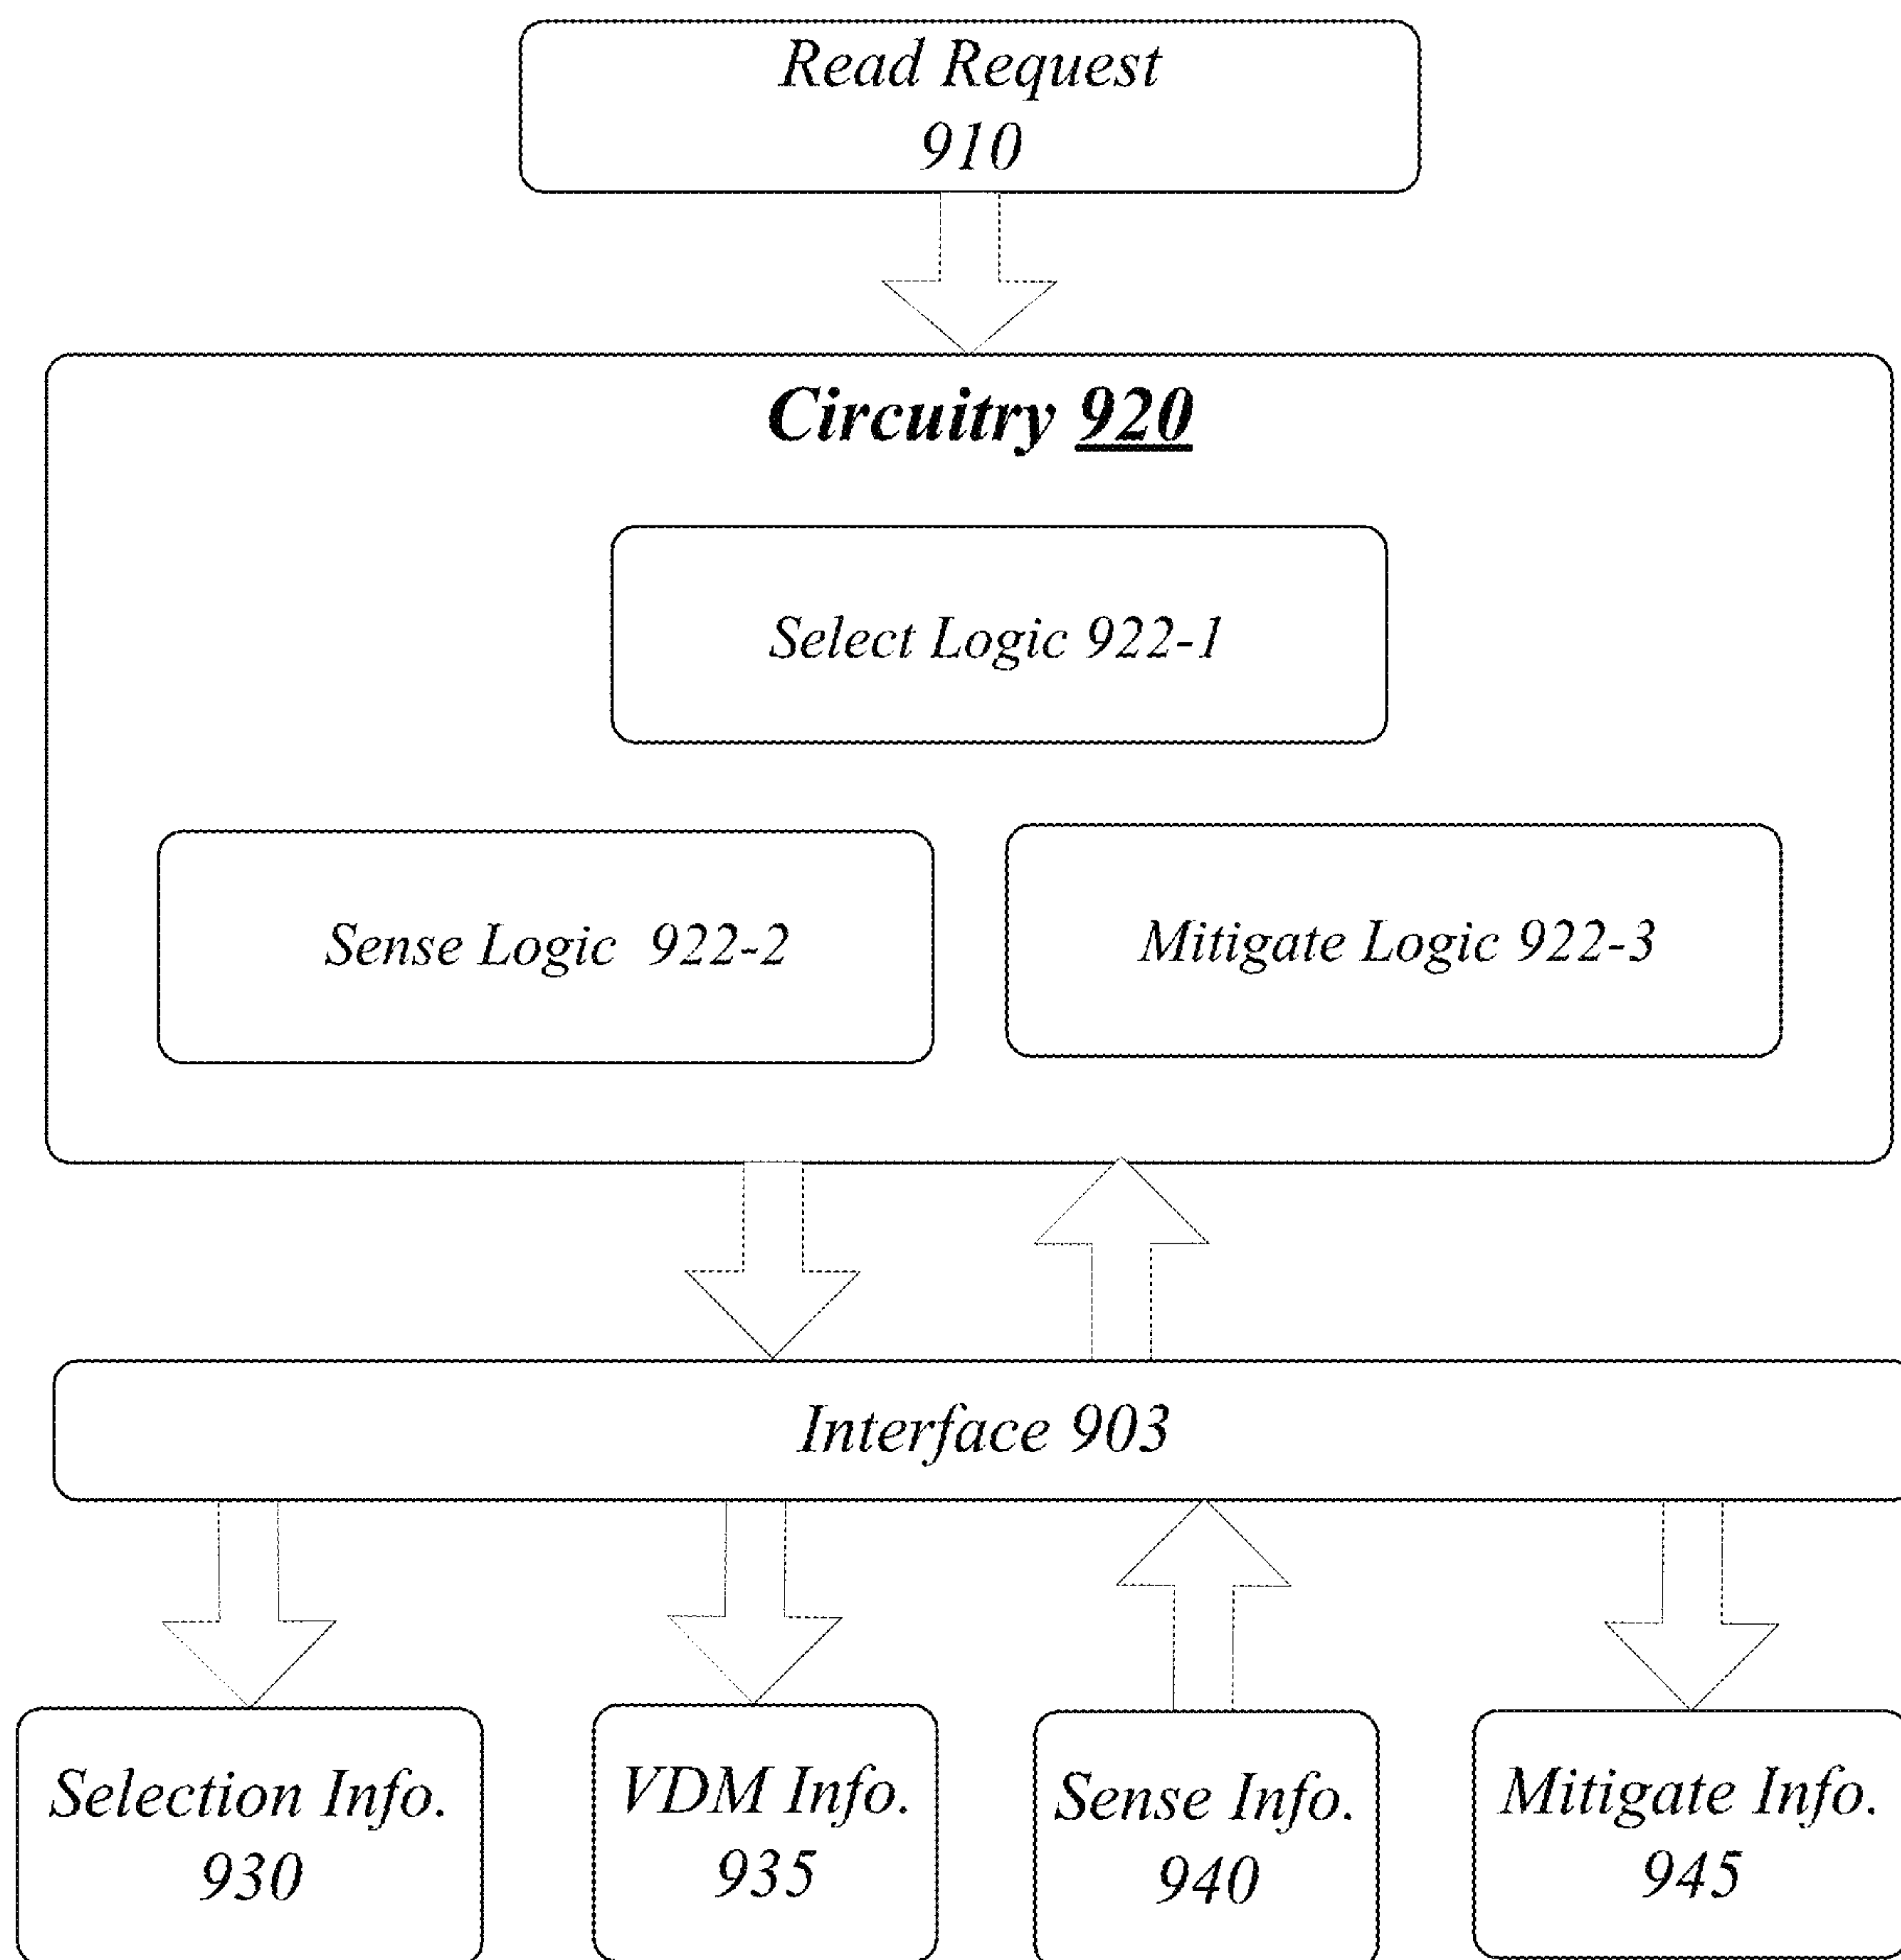 Read Request
910
Circuitry 920
Select Logic 922-1
Sense Logic 922-2
Mitigate Logic 922-3
Interface 903
Selection Info.
930
VDM Info.
935
Sense Info.
940
Mitigate Info.
945